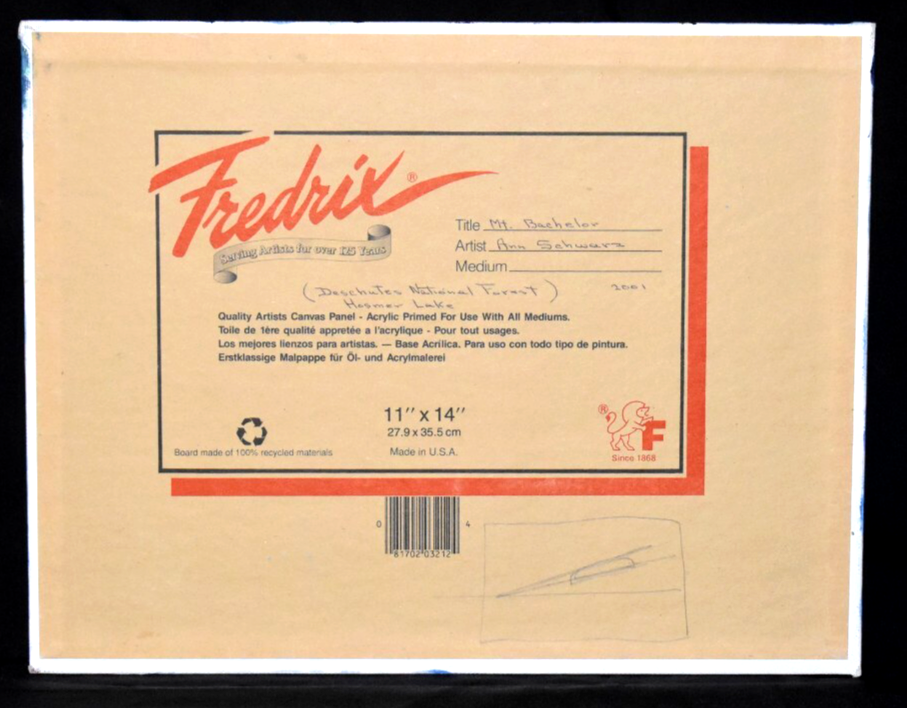 Fredrix®
Serving Artists for over 125 Years
Title Mt. Bachelor
Artist Ann Schwarz
Medium
(Deschutes National Forest) 2001
Hosmer Lake
Quality Artists Canvas Panel - Acrylic Primed For Use With All Mediums.
Toile de 1ère qualité appretée a l'acrylique - Pour tout usages.
Los mejores lienzos para artistas. — Base Acrílica. Para uso con todo tipo de pintura.
Erstklassige Malpappe für Öl- und Acrylmalerei
11″ x 14″
27.9 x 35.5 cm
Made in U.S.A.
Board made of 100% recycled materials
® F
Since 1868
0 81702 03212 4